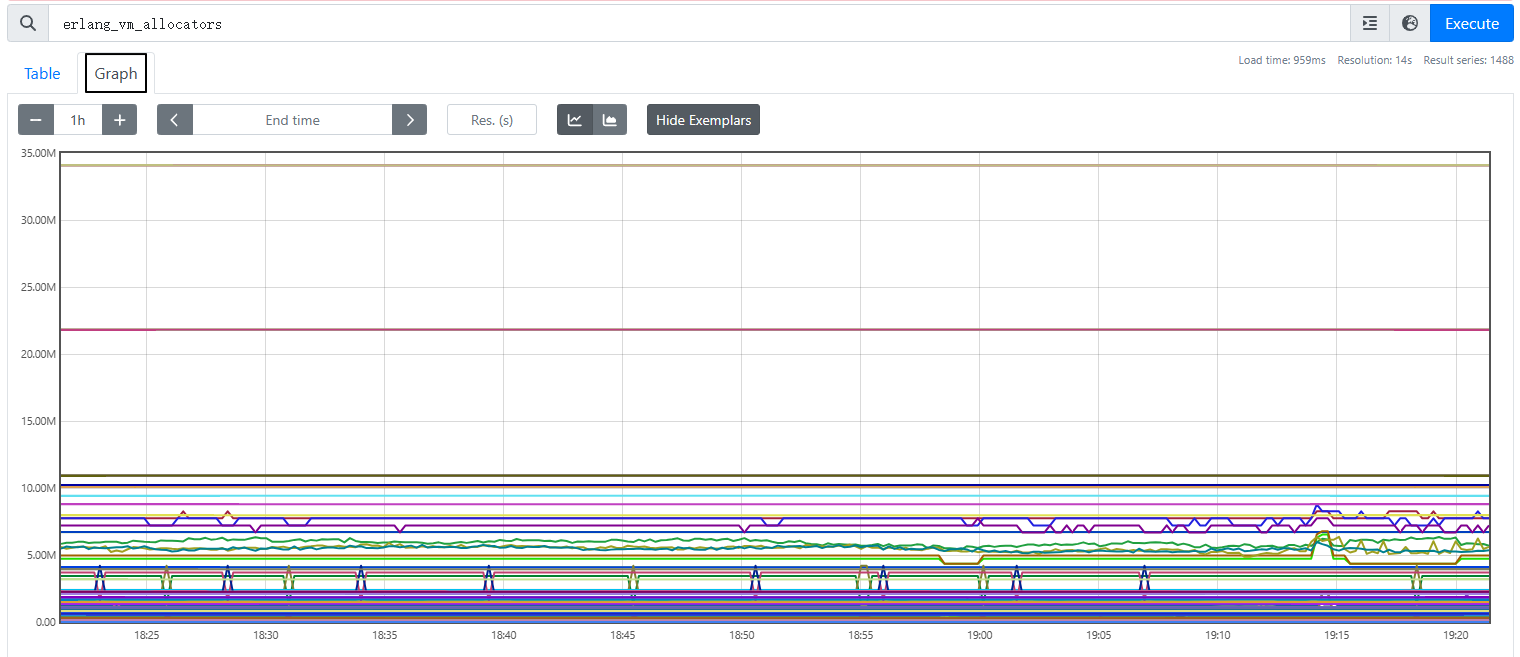 erlang_vm_allocators
Execute
Table
Graph
Load time: 959ms Resolution: 14s Result series: 1488
1h
End time
Res. (s)
Hide Exemplars
35.00M
30.00M
25.00M
20.00M
15.00M
10.00M
5.00M
0.00
18:25 18:30 18:35 18:40 18:45 18:50 18:55 19:00 19:05 19:10 19:15 19:20